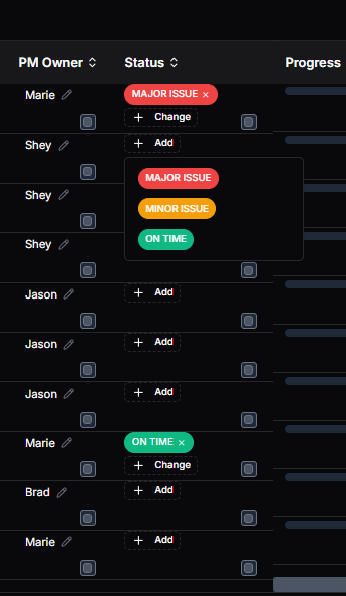 PM Owner Status Progress
Marie MAJOR ISSUE ×
+ Change
Shey + Add
MAJOR ISSUE
Shey MINOR ISSUE
Shey ON TIME
Jason + Add
Jason + Add
Jason + Add
Marie ON TIME ×
+ Change
Brad + Add
Marie + Add